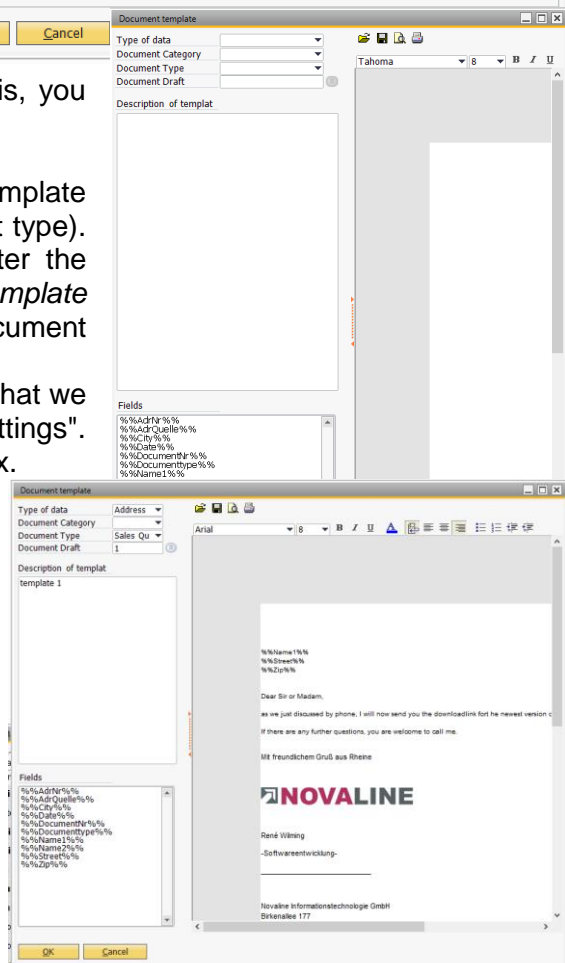 Cancel
is, you
mplate
t type).
ter the
mplate
cument
hat we
ttings".
x.
Document template
Type of data
Document Category
Document Type
Document Draft
Tahoma 8 B I U
Description of templat
Fields
%%AdrNr%%
%%AdrQuelle%%
%%City%%
%%Date%%
%%DocumentNr%%
%%Documenttype%%
%%Name1%%
Document template
Type of data Address
Document Category
Document Type Sales Qu
Document Draft 1
Arial 8 B I U A
Description of templat
template 1
Fields
%%AdrNr%%
%%AdrQuelle%%
%%City%%
%%Date%%
%%DocumentNr%%
%%Documenttype%%
%%Name1%%
%%Name2%%
%%Street%%
%%Zip%%
%%Name1%%
%%Street%%
%%Zip%%
Dear Sir or Madam,
as we just discussed by phone, I will now send you the downloadlink fort he newest version
If there are any further questions, you are welcome to call me.
Mit freundlichem Gruß aus Rheine
NOVALINE
René Wilming
-Softwareentwicklung-
Novaline Informationstechnologie GmbH
Birkenallee 177
OK Cancel